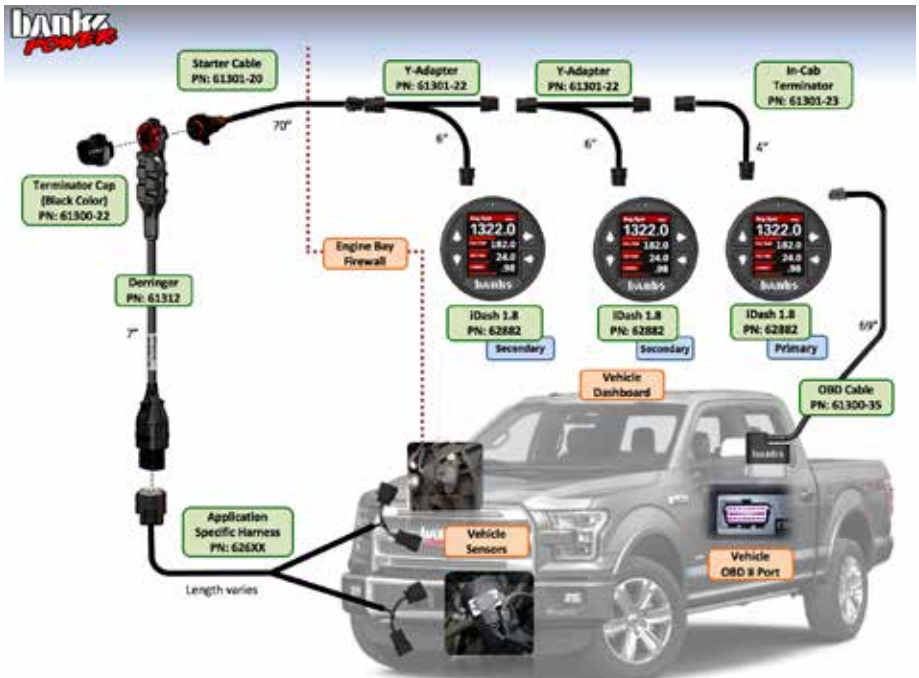 banks
POWER
Starter Cable
PN: 61301-20
Y-Adapter
PN: 61301-22
Y-Adapter
PN: 61301-22
In-Cab
Terminator
PN: 61301-23
70"
6"
6"
4"
Terminator Cap
(Black Color)
PN: 61300-22
Engine Bay
Firewall
1322.0
182.0
24.0
.98
banks
1322.0
182.0
24.0
.98
banks
1322.0
182.0
24.0
.98
banks
Derringer
PN: 61312
7"
iDash 1.8
PN: 62882
Secondary
iDash 1.8
PN: 62882
Secondary
iDash 1.8
PN: 62882
Primary
69"
Vehicle
Dashboard
OBD Cable
PN: 61300-35
banks
Application
Specific Harness
PN: 626XX
Vehicle
Sensors
Vehicle
OBD II Port
Length varies